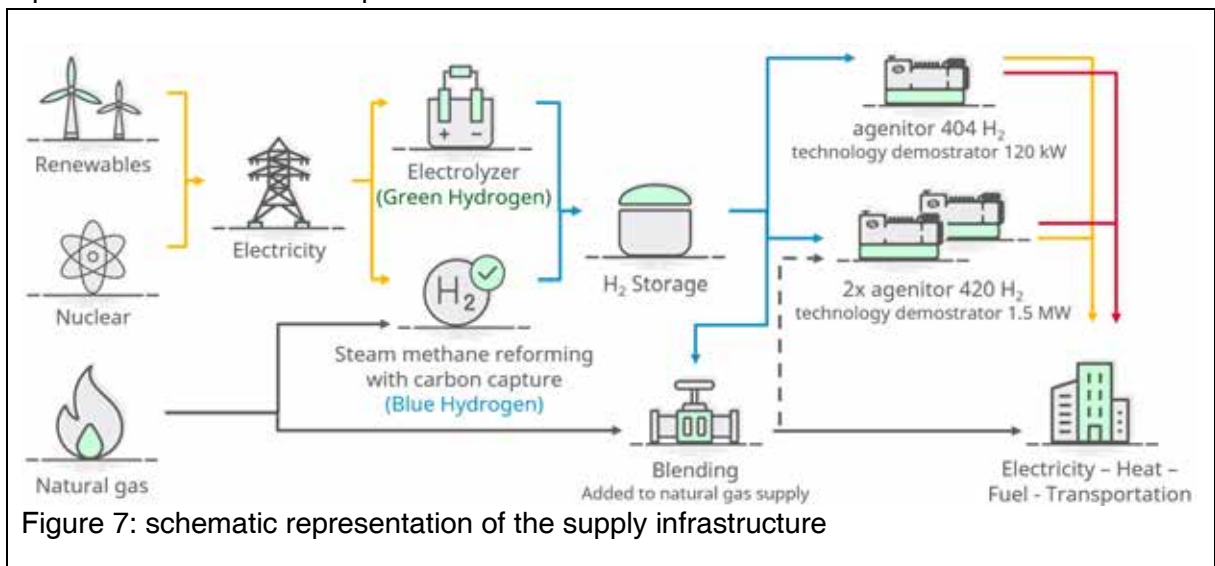 Renewables
Nuclear
Natural gas
Electricity
+ −
Electrolyzer
(Green Hydrogen)
H₂
Steam methane reforming
with carbon capture
(Blue Hydrogen)
H₂ Storage
Blending
Added to natural gas supply
agenitor 404 H₂
technology demostrator 120 kW
2x agenitor 420 H₂
technology demostrator 1.5 MW
Electricity – Heat –
Fuel - Transportation
Figure 7: schematic representation of the supply infrastructure